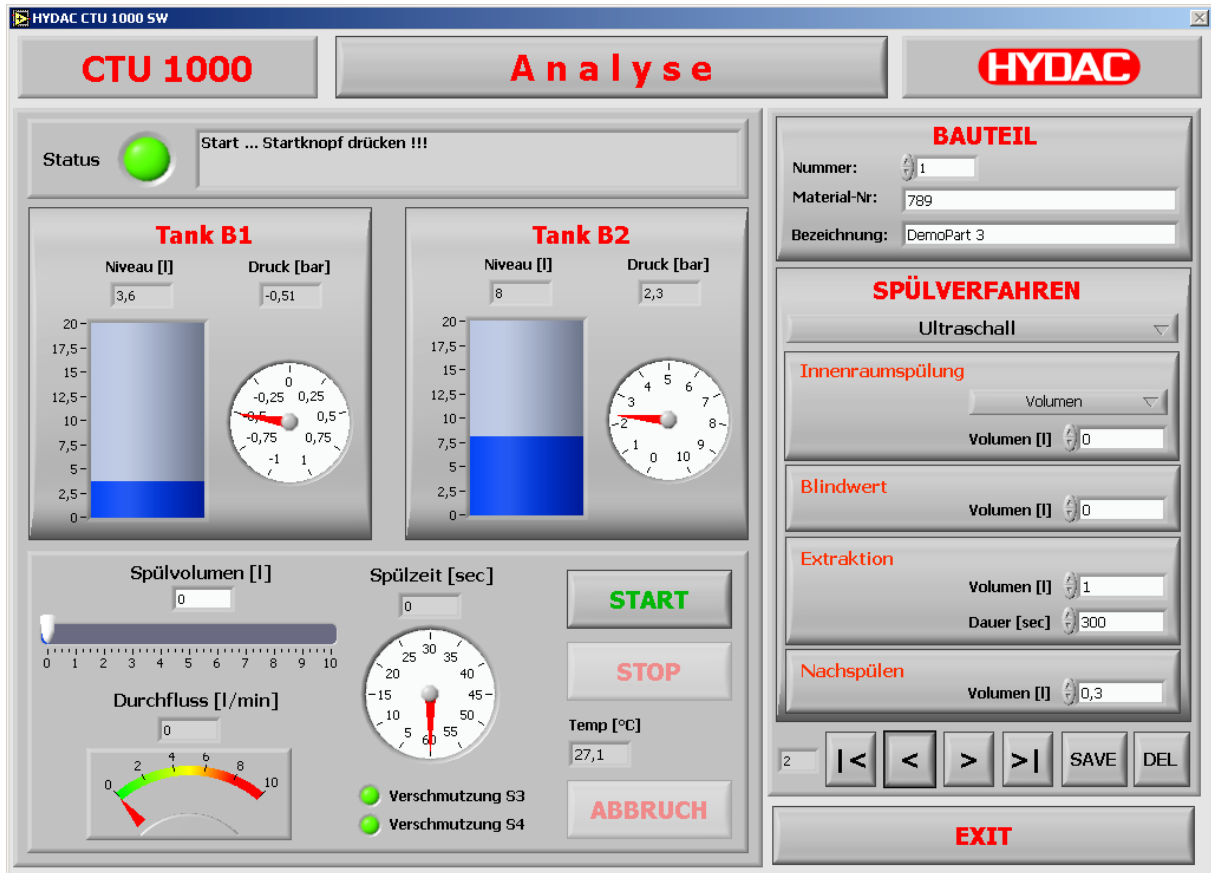 HYDAC CTU 1000 SW
CTU 1000
Analyse
HYDAC
Status
Start ... Startknopf drücken !!!
Tank B1
Niveau [l] Druck [bar]
3,6 -0,51
20
17,5
15
12,5
10
7,5
5
2,5
0
-1 -0,75 -0,5 -0,25 0 0,25 0,5 0,75 1
Tank B2
Niveau [l] Druck [bar]
8 2,3
20
17,5
15
12,5
10
7,5
5
2,5
0
0 1 2 3 4 5 6 7 8 9 10
Spülvolumen [l]
0
0 1 2 3 4 5 6 7 8 9 10
Durchfluss [l/min]
0
0 2 4 6 8 10
Spülzeit [sec]
0
5 10 15 20 25 30 35 40 45 50 55 60
Verschmutzung S3
Verschmutzung S4
START
STOP
Temp [°C]
27,1
ABBRUCH
BAUTEIL
Nummer: 1
Material-Nr: 789
Bezeichnung: DemoPart 3
SPÜLVERFAHREN
Ultraschall
Innenraumspülung
Volumen
Volumen [l] 0
Blindwert
Volumen [l] 0
Extraktion
Volumen [l] 1
Dauer [sec] 300
Nachspülen
Volumen [l] 0,3
2 |< < > >| SAVE DEL
EXIT